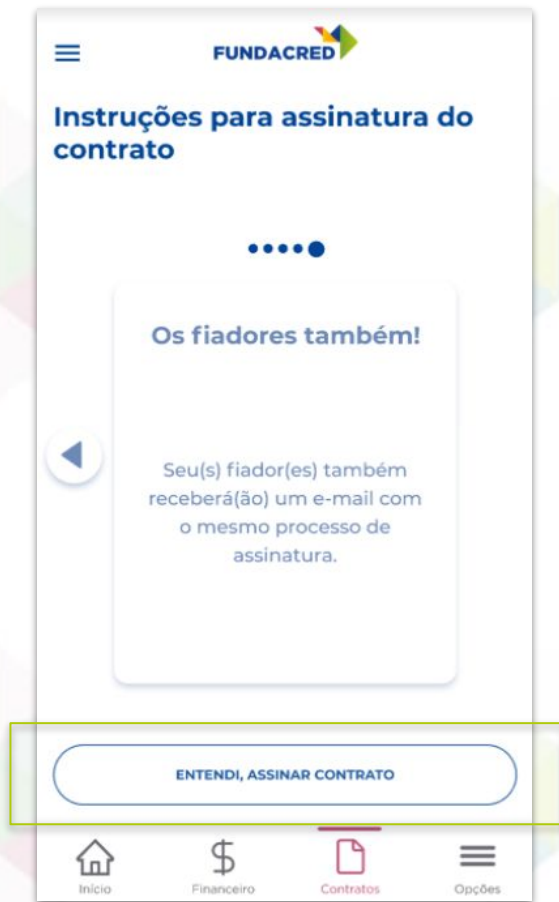 FUNDACRED
Instruções para assinatura do
contrato
Os fiadores também!
Seu(s) fiador(es) também
receberá(ão) um e-mail com
o mesmo processo de
assinatura.
ENTENDI, ASSINAR CONTRATO
Início Financeiro Contratos Opções